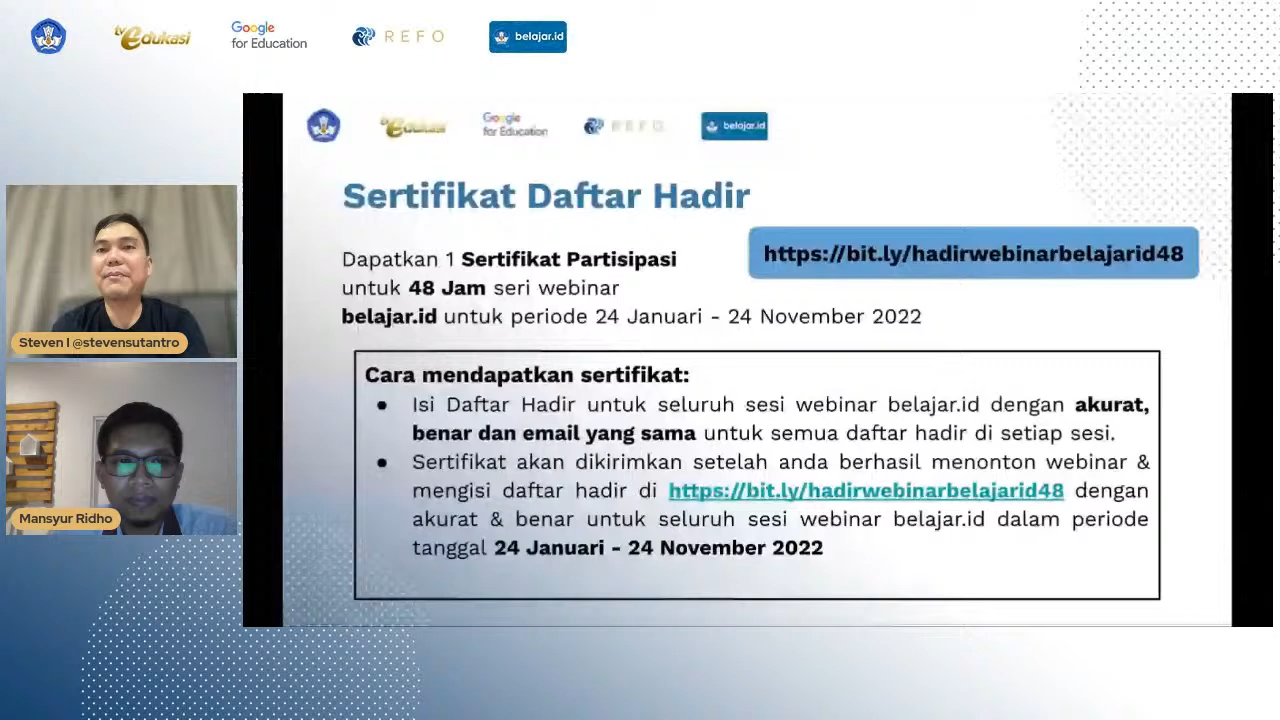 tv Edukasi
Google
for Education
REFO
belajar.id
tv Edukasi
Google
for Education
REFO
belajar.id
Sertifikat Daftar Hadir
https://bit.ly/hadirwebinarbelajarid48
Dapatkan 1 Sertifikat Partisipasi
untuk 48 Jam seri webinar
belajar.id untuk periode 24 Januari - 24 November 2022
Cara mendapatkan sertifikat:
● Isi Daftar Hadir untuk seluruh sesi webinar belajar.id dengan akurat,
benar dan email yang sama untuk semua daftar hadir di setiap sesi.
● Sertifikat akan dikirimkan setelah anda berhasil menonton webinar &
mengisi daftar hadir di https://bit.ly/hadirwebinarbelajarid48 dengan
akurat & benar untuk seluruh sesi webinar belajar.id dalam periode
tanggal 24 Januari - 24 November 2022
Steven I @stevensutantro
Mansyur Ridho